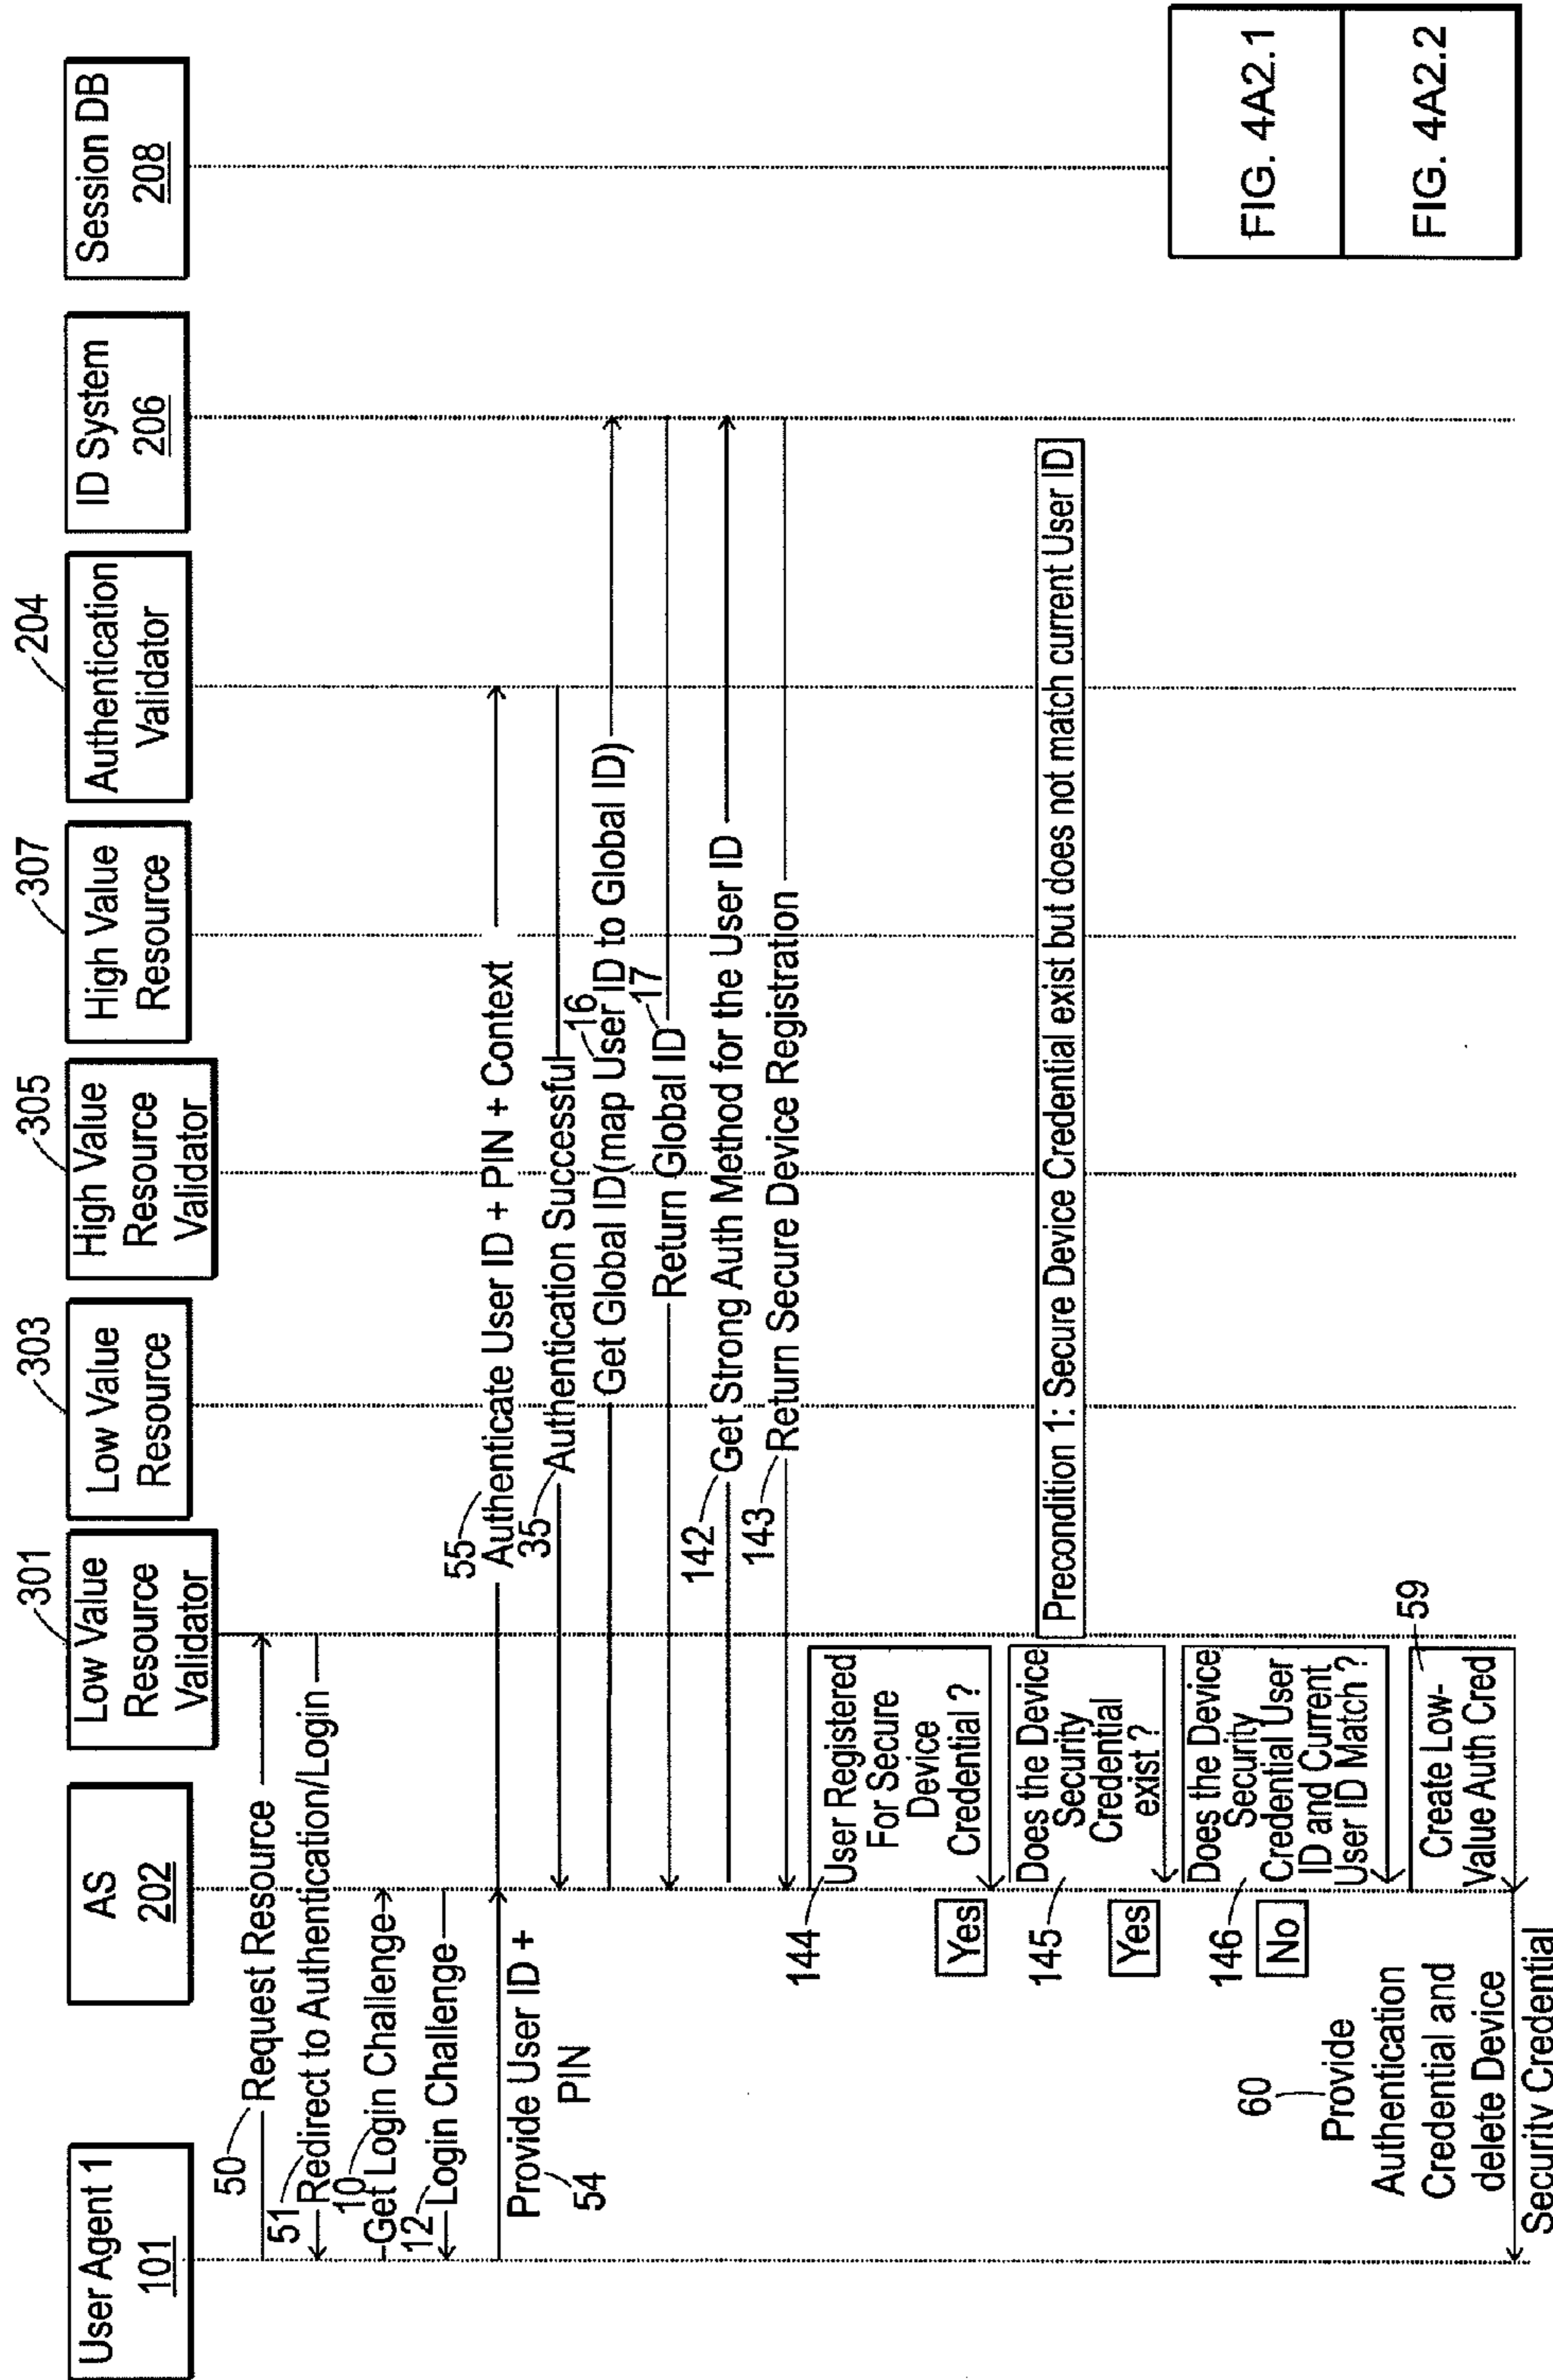 User Agent 1
101
AS
202
301
Low Value
Resource
Validator
303
Low Value
Resource
305
High Value
Resource
Validator
307
High Value
Resource
204
Authentication
Validator
ID System
206
Session DB
208
50
Request Resource
51
Redirect to Authentication/Login
10
Get Login Challenge
12
Login Challenge
Provide User ID +
PIN
54
55
Authenticate User ID + PIN + Context
35
Authentication Successful
16
Get Global ID(map User ID to Global ID)
Return Global ID
17
142
Get Strong Auth Method for the User ID
143
Return Secure Device Registration
144
User Registered
For Secure
Device
Credential ?
Yes
Precondition 1: Secure Device Credential exist but does not match current User ID
145
Does the Device
Security
Credential
exist ?
Yes
146
Does the Device
Security
Credential User
ID and Current
User ID Match ?
No
59
Create Low-
Value Auth Cred
60
Provide
Authentication
Credential and
delete Device
Security Credential
FIG. 4A2.1
FIG. 4A2.2